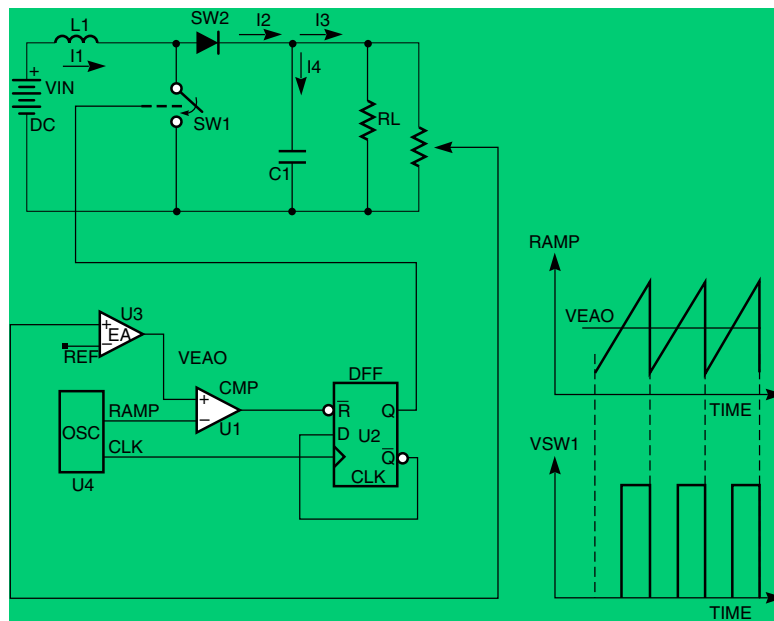 L1
SW2
I2
I3
I1
I4
+
VIN
DC
SW1
RL
C1
RAMP
VEAO
TIME
VSW1
TIME
U3
+
EA
−
REF
VEAO
DFF
CMP
+
−
U1
R̅
Q
D
U2
Q̅
CLK
OSC
RAMP
CLK
U4